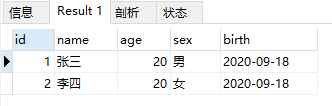 信息 Result 1 剖析 状态
id name age sex birth
1 张三 20 男 2020-09-18
2 李四 20 女 2020-09-18